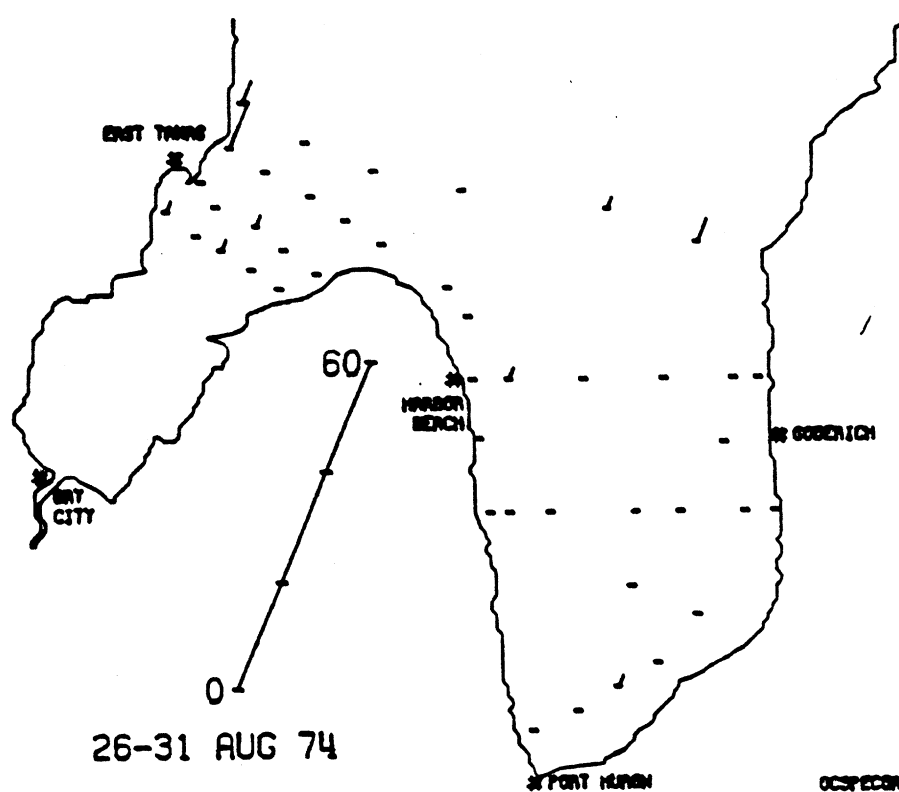 EAST TAWAS
60
HARBOR
BEACH
GODERICH
BAY
CITY
0
26-31 AUG 74
PORT HURON